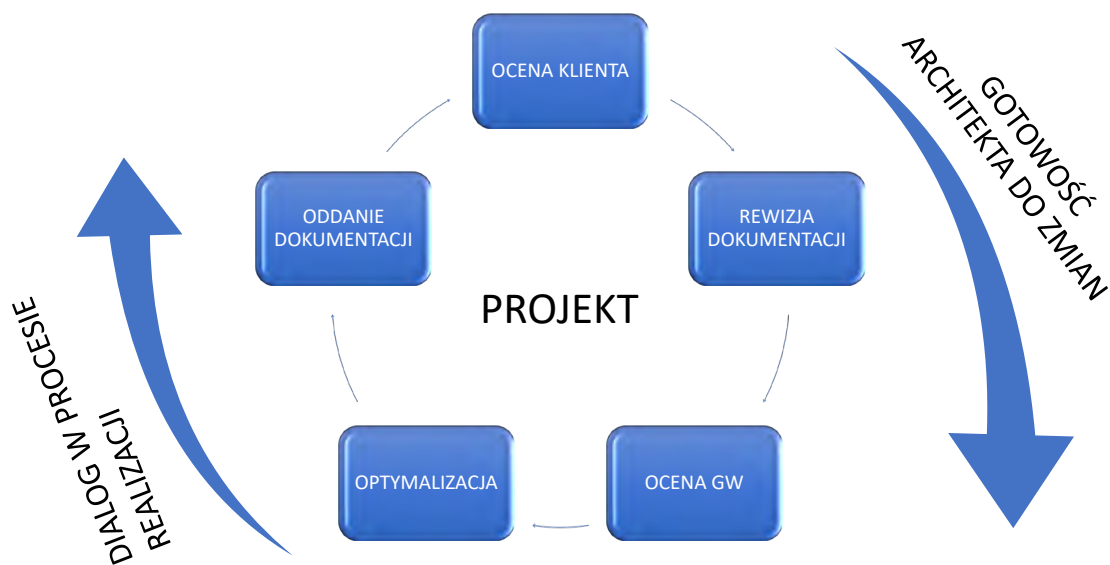 OCENA KLIENTA
GOTOWOŚĆ
ARCHITEKTA DO ZMIAN
REWIZJA
DOKUMENTACJI
OCENA GW
OPTYMALIZACJA
ODDANIE
DOKUMENTACJI
DIALOG W PROCESIE
REALIZACJI
PROJEKT